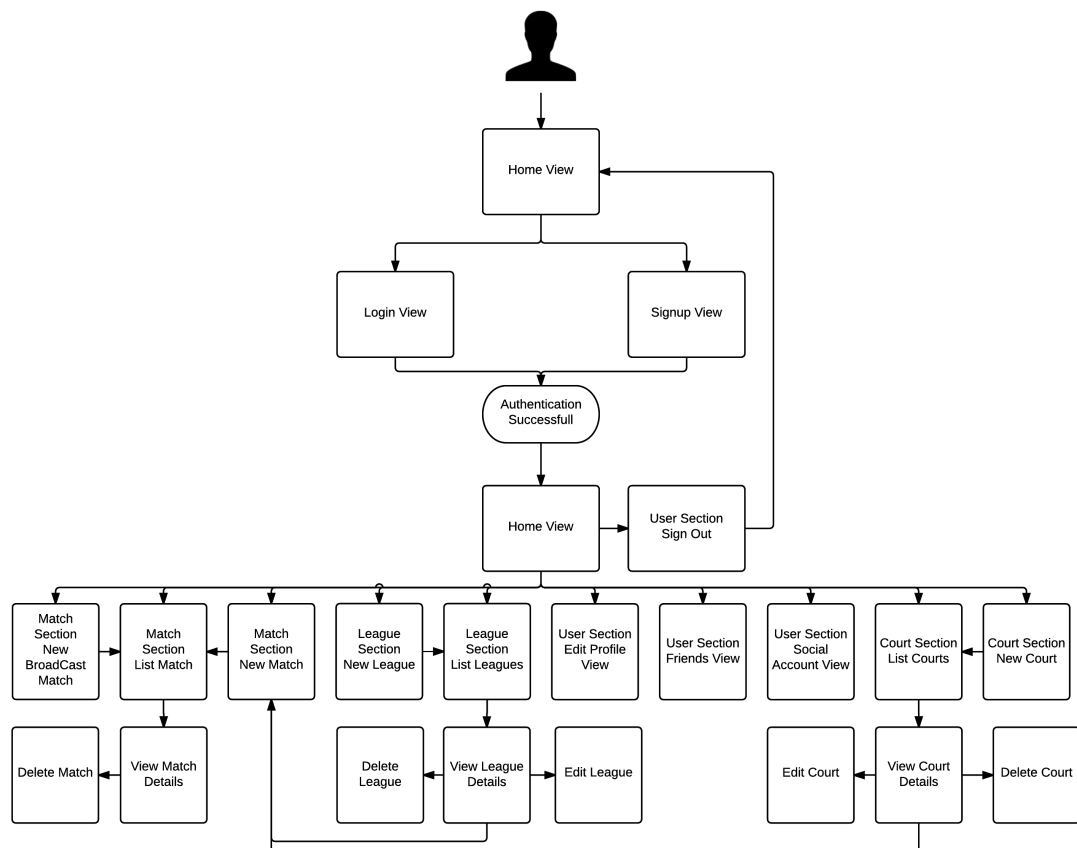 Home View
Login View
Signup View
Authentication
Successfull
Home View
User Section
Sign Out
Match
Section
New
BroadCast
Match
Match
Section
List Match
Match
Section
New Match
League
Section
New League
League
Section
List Leagues
User Section
Edit Profile
View
User Section
Friends View
User Section
Social
Account View
Court Section
List Courts
Court Section
New Court
Delete Match
View Match
Details
Delete
League
View League
Details
Edit League
Edit Court
View Court
Details
Delete Court